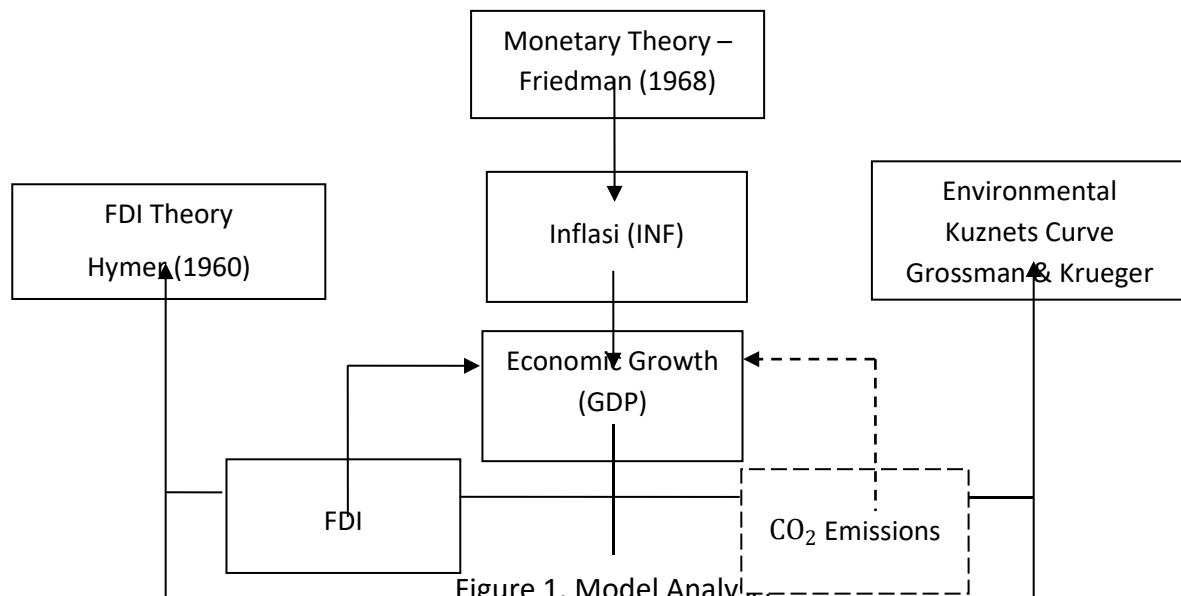 Monetary Theory –
Friedman (1968)
FDI Theory
Hymer (1960)
Inflasi (INF)
Environmental
Kuznets Curve
Grossman & Krueger
Economic Growth
(GDP)
FDI
CO₂ Emissions
Figure 1. Model